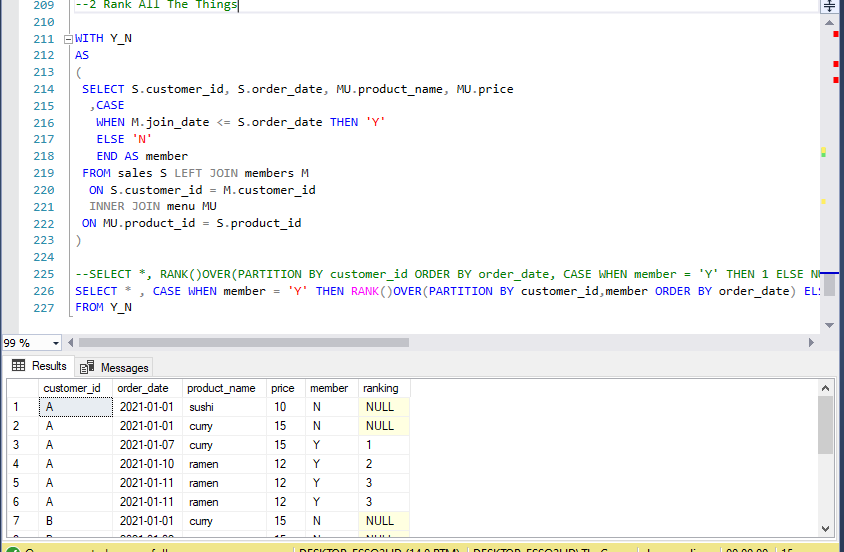 209 --2 Rank All The Things
210
211 WITH Y_N
212 AS
213 (
214 SELECT S.customer_id, S.order_date, MU.product_name, MU.price
215 ,CASE
216 WHEN M.join_date <= S.order_date THEN 'Y'
217 ELSE 'N'
218 END AS member
219 FROM sales S LEFT JOIN members M
220 ON S.customer_id = M.customer_id
221 INNER JOIN menu MU
222 ON MU.product_id = S.product_id
223 )
224
225 --SELECT *, RANK()OVER(PARTITION BY customer_id ORDER BY order_date, CASE WHEN member = 'Y' THEN 1 ELSE
226 SELECT * , CASE WHEN member = 'Y' THEN RANK()OVER(PARTITION BY customer_id,member ORDER BY order_date)
227 FROM Y_N
99 %
Results Messages
customer_id order_date product_name price member ranking
1 A 2021-01-01 sushi 10 N NULL
2 A 2021-01-01 curry 15 N NULL
3 A 2021-01-07 curry 15 Y 1
4 A 2021-01-10 ramen 12 Y 2
5 A 2021-01-11 ramen 12 Y 3
6 A 2021-01-11 ramen 12 Y 3
7 B 2021-01-01 curry 15 N NULL